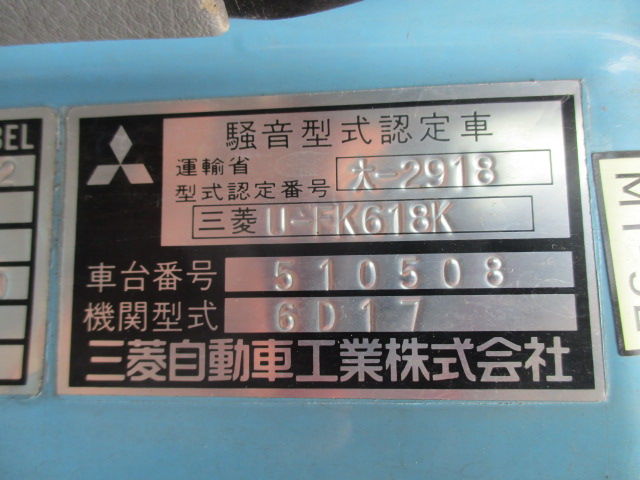 BEL
2
騒音型式認定車
運輸省
型式認定番号 大-2918
三菱 U-FK618K
車台番号 510508
機関型式 6D17
三菱自動車工業株式会社